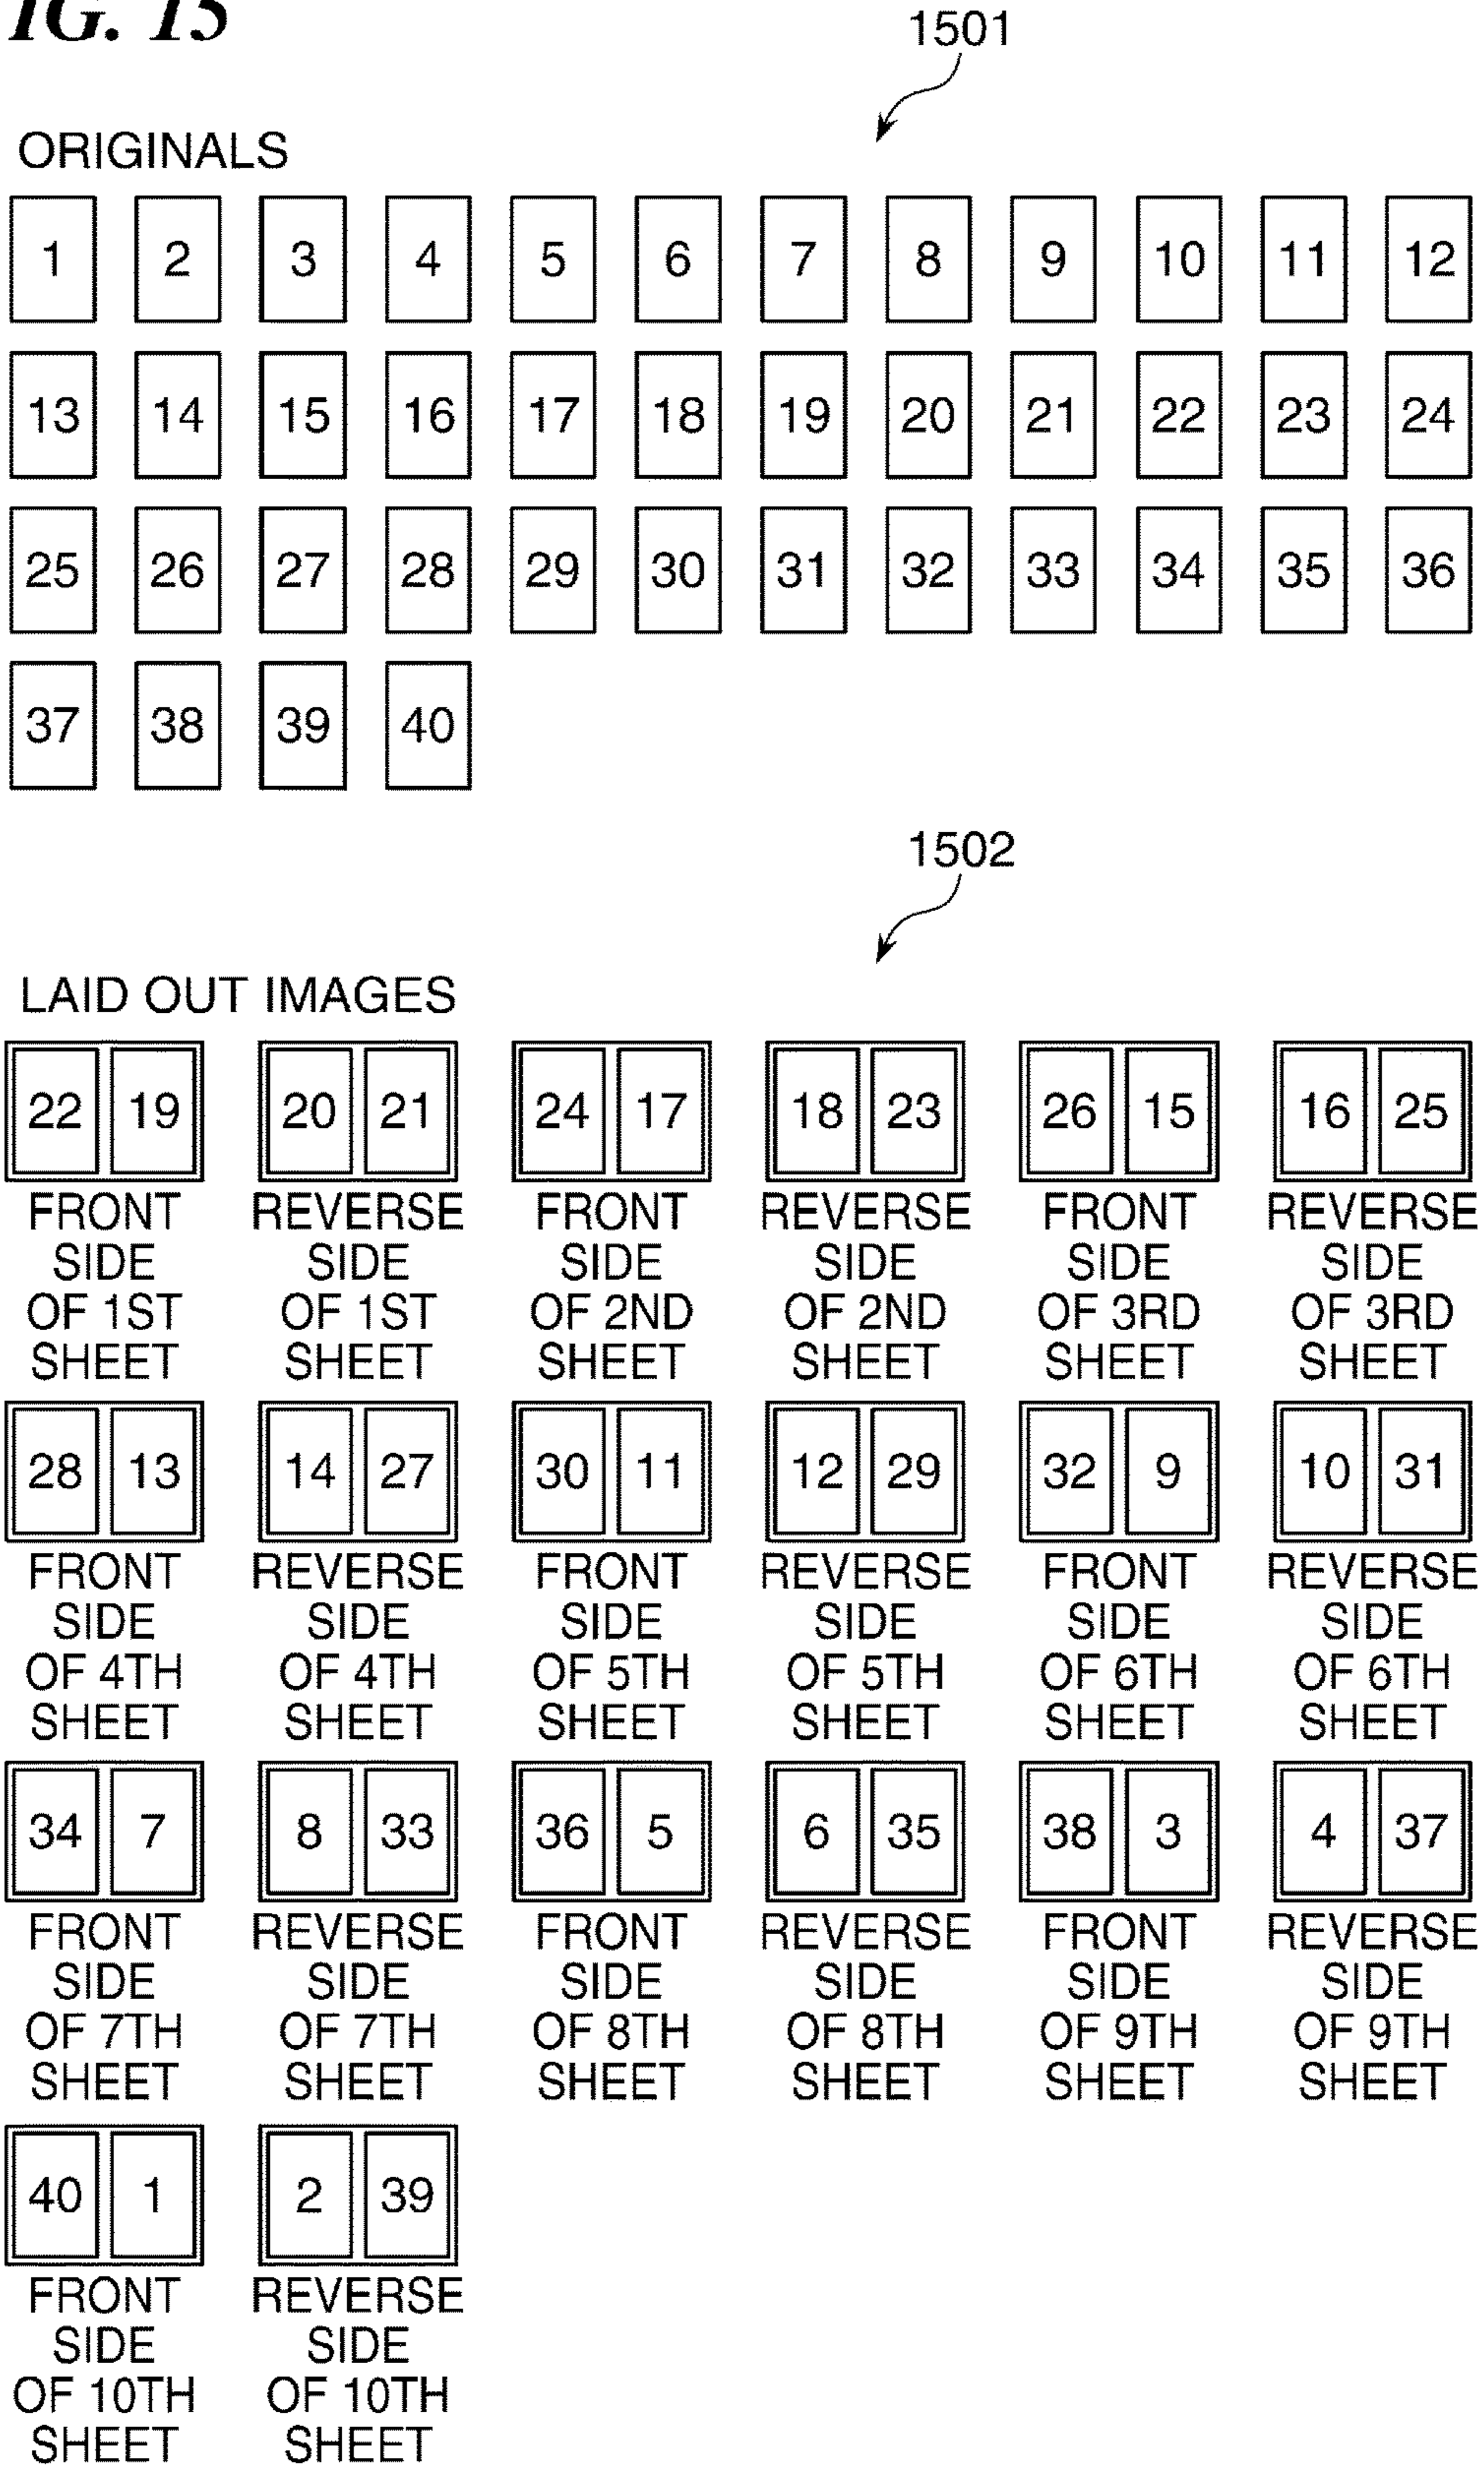 IG. 15
1501
ORIGINALS
1 2 3 4 5 6 7 8 9 10 11 12
13 14 15 16 17 18 19 20 21 22 23 24
25 26 27 28 29 30 31 32 33 34 35 36
37 38 39 40
1502
LAID OUT IMAGES
22 19 20 21 24 17 18 23 26 15 16 25
FRONT REVERSE FRONT REVERSE FRONT REVERSE
SIDE SIDE SIDE SIDE SIDE SIDE
OF 1ST OF 1ST OF 2ND OF 2ND OF 3RD OF 3RD
SHEET SHEET SHEET SHEET SHEET SHEET
28 13 14 27 30 11 12 29 32 9 10 31
FRONT REVERSE FRONT REVERSE FRONT REVERSE
SIDE SIDE SIDE SIDE SIDE SIDE
OF 4TH OF 4TH OF 5TH OF 5TH OF 6TH OF 6TH
SHEET SHEET SHEET SHEET SHEET SHEET
34 7 8 33 36 5 6 35 38 3 4 37
FRONT REVERSE FRONT REVERSE FRONT REVERSE
SIDE SIDE SIDE SIDE SIDE SIDE
OF 7TH OF 7TH OF 8TH OF 8TH OF 9TH OF 9TH
SHEET SHEET SHEET SHEET SHEET SHEET
40 1 2 39
FRONT REVERSE
SIDE SIDE
OF 10TH OF 10TH
SHEET SHEET